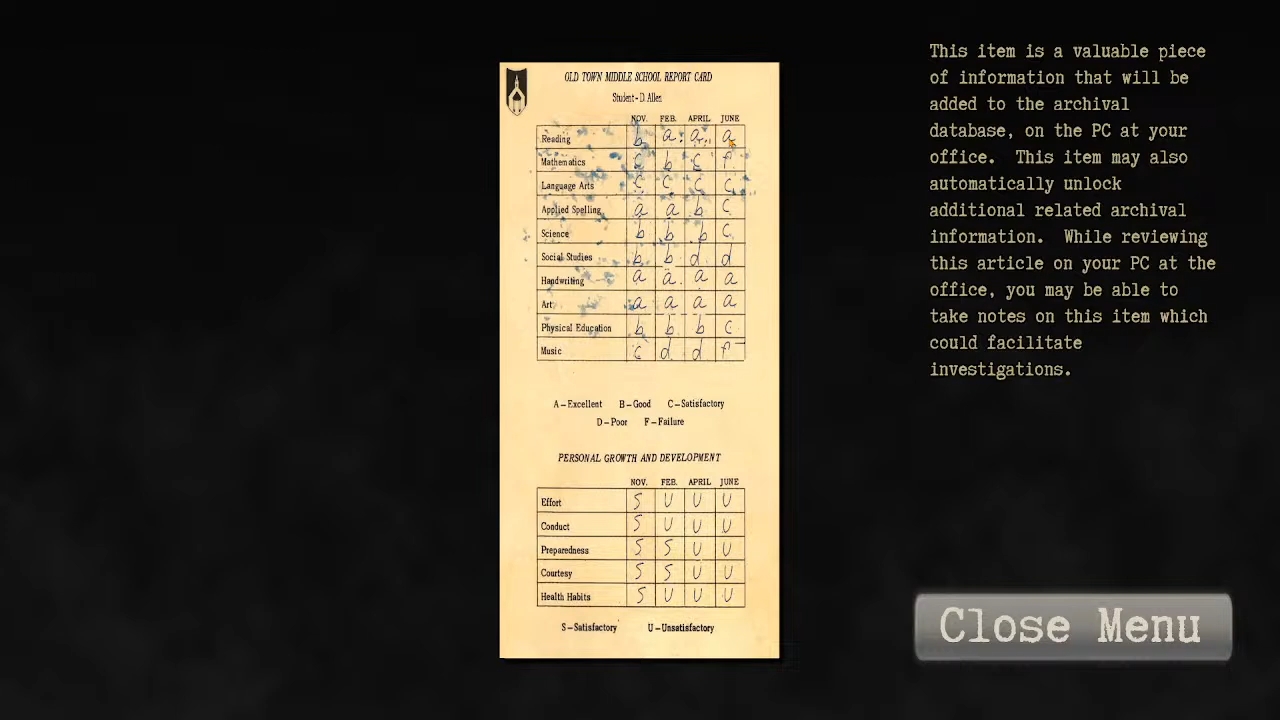 OLD TOWN MIDDLE SCHOOL REPORT CARD
Student - D. Allen
NOV. FEB. APRIL JUNE
Reading b a a a
Mathematics c b c f
Language Arts c c c c
Applied Spelling a a b c
Science b b b c
Social Studies b b d d
Handwriting a a a a
Art a a a a
Physical Education b b b c
Music c d d f
A - Excellent B - Good C - Satisfactory
D - Poor F - Failure
PERSONAL GROWTH AND DEVELOPMENT
NOV. FEB. APRIL JUNE
Effort S U U U
Conduct S U U U
Preparedness S S U U
Courtesy S S U U
Health Habits S U U U
S - Satisfactory U - Unsatisfactory
This item is a valuable piece
of information that will be
added to the archival
database, on the PC at your
office. This item may also
automatically unlock
additional related archival
information. While reviewing
this article on your PC at the
office, you may be able to
take notes on this item which
could facilitate
investigations.
Close Menu